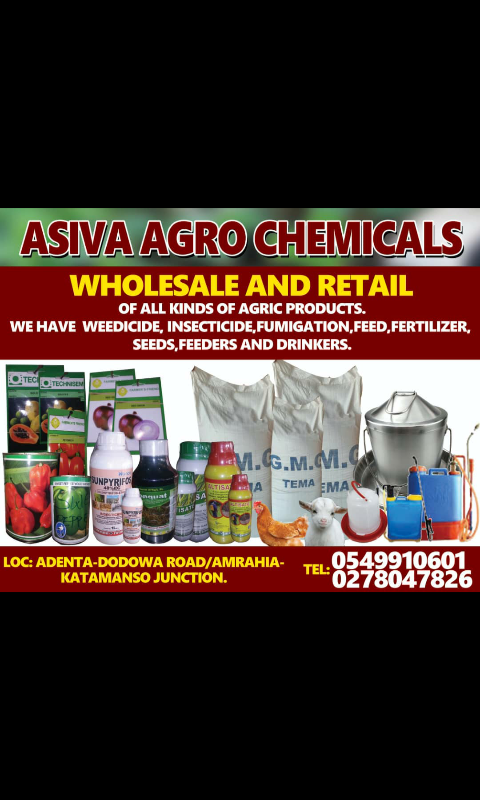 ASIVA AGRO CHEMICALS
WHOLESALE AND RETAIL
OF ALL KINDS OF AGRIC PRODUCTS.
WE HAVE WEEDICIDE, INSECTICIDE,FUMIGATION,FEED,FERTILIZER,
SEEDS,FEEDERS AND DRINKERS.
TECHNISEM
G.M.C
TEMA
LOC: ADENTA-DODOWA ROAD/AMRAHIA-
KATAMANSO JUNCTION.
TEL: 0549910601
0278047826